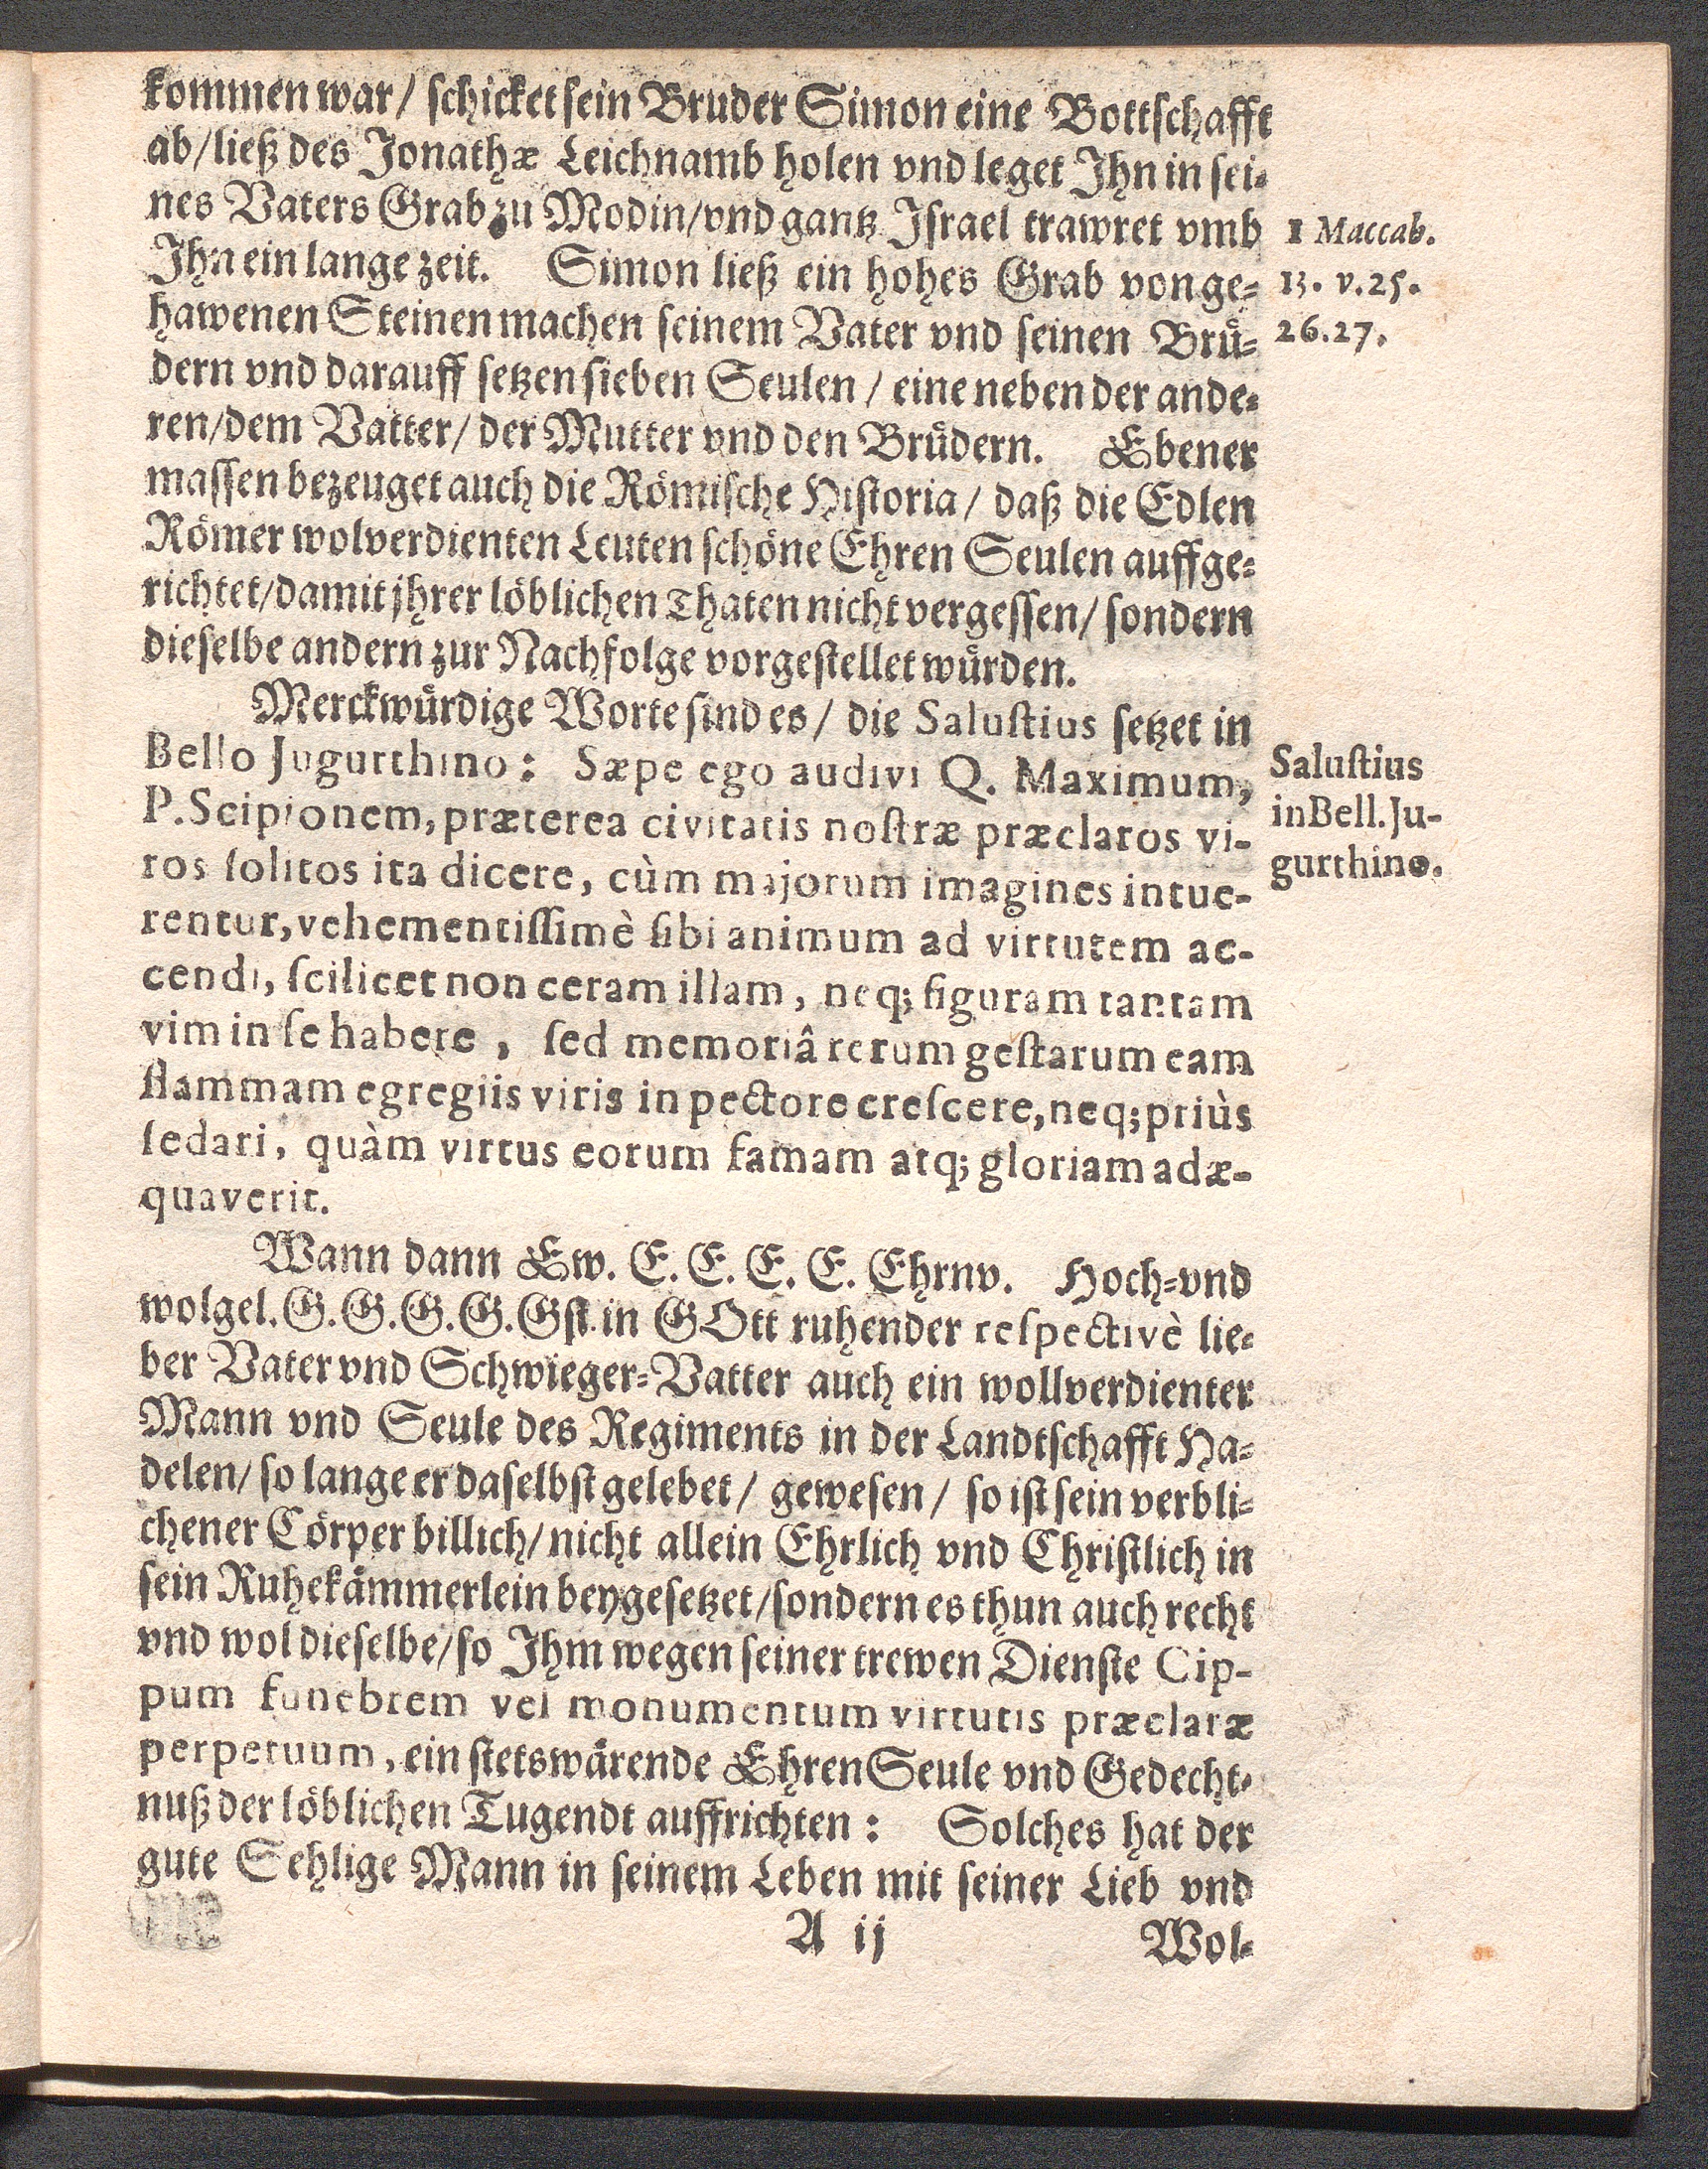 kommen war / schicket sein Bruder Simon eine Bottschafft
ab / ließ des Jonathæ Leichnamb holen vnd leget Ihn in sei-
nes Vaters Grab zu Modin / vnd gantz Israel trawret vmb
Ihn ein lange zeit. Simon ließ ein hohes Grab von ge-
hawenen Steinen machen seinem Vater vnd seinen Brü-
dern vnd darauff setzen sieben Seulen / eine neben der ande-
ren / dem Vatter / der Mutter vnd den Brüdern. Ebener
massen bezeuget auch die Römische Historia / daß die Edlen
Römer wolverdienten Leuten schöne Ehren Seulen auffge-
richtet / damit jhrer löblichen Thaten nicht vergessen / sondern
dieselbe andern zur Nachfolge vorgestellet würden.
1 Maccab.
13. v. 25.
26. 27.
Merckwürdige Worte sind es / die Salustius setzet in
Bello Jugurthino: Sæpe ego audivi Q. Maximum,
P. Scipionem, præterea civitatis nostræ præclaros vi-
ros solitos ita dicere, cùm majorum imagines intue-
rentur, vehementissimè sibi animum ad virtutem ac-
cendi, scilicet non ceram illam, neq; figuram tantam
vim in se habere, sed memoriâ rerum gestarum eam
flammam egregiis viris in pectore crescere, neq; priùs
sedari, quàm virtus eorum famam atq; gloriam adæ-
quaverit.
Salustius
in Bell. Ju-
gurthino.
Wann dann Ew. E. E. E. E. Ehrnv. Hoch- vnd
wolgel. G. G. G. G. Gst. in GOtt ruhender respectivè lie-
ber Vater vnd Schwieger-Vatter auch ein wollverdienter
Mann vnd Seule des Regiments in der Landtschafft Ha-
delen / so lange er daselbst gelebet / gewesen / so ist sein verbli-
chener Cörper billich / nicht allein Ehrlich vnd Christlich in
sein Ruhekämmerlein beygesetzet / sondern es thun auch recht
vnd wol dieselbe / so Ihm wegen seiner trewen Dienste Cip-
pum funebrem vel monumentum virtutis præclaræ
perpetuum, ein stetswärende Ehren Seule vnd Gedecht-
nuß der löblichen Tugendt auffrichten: Solches hat der
gute Sehlige Mann in seinem Leben mit seiner Lieb vnd
A ij
Wol-